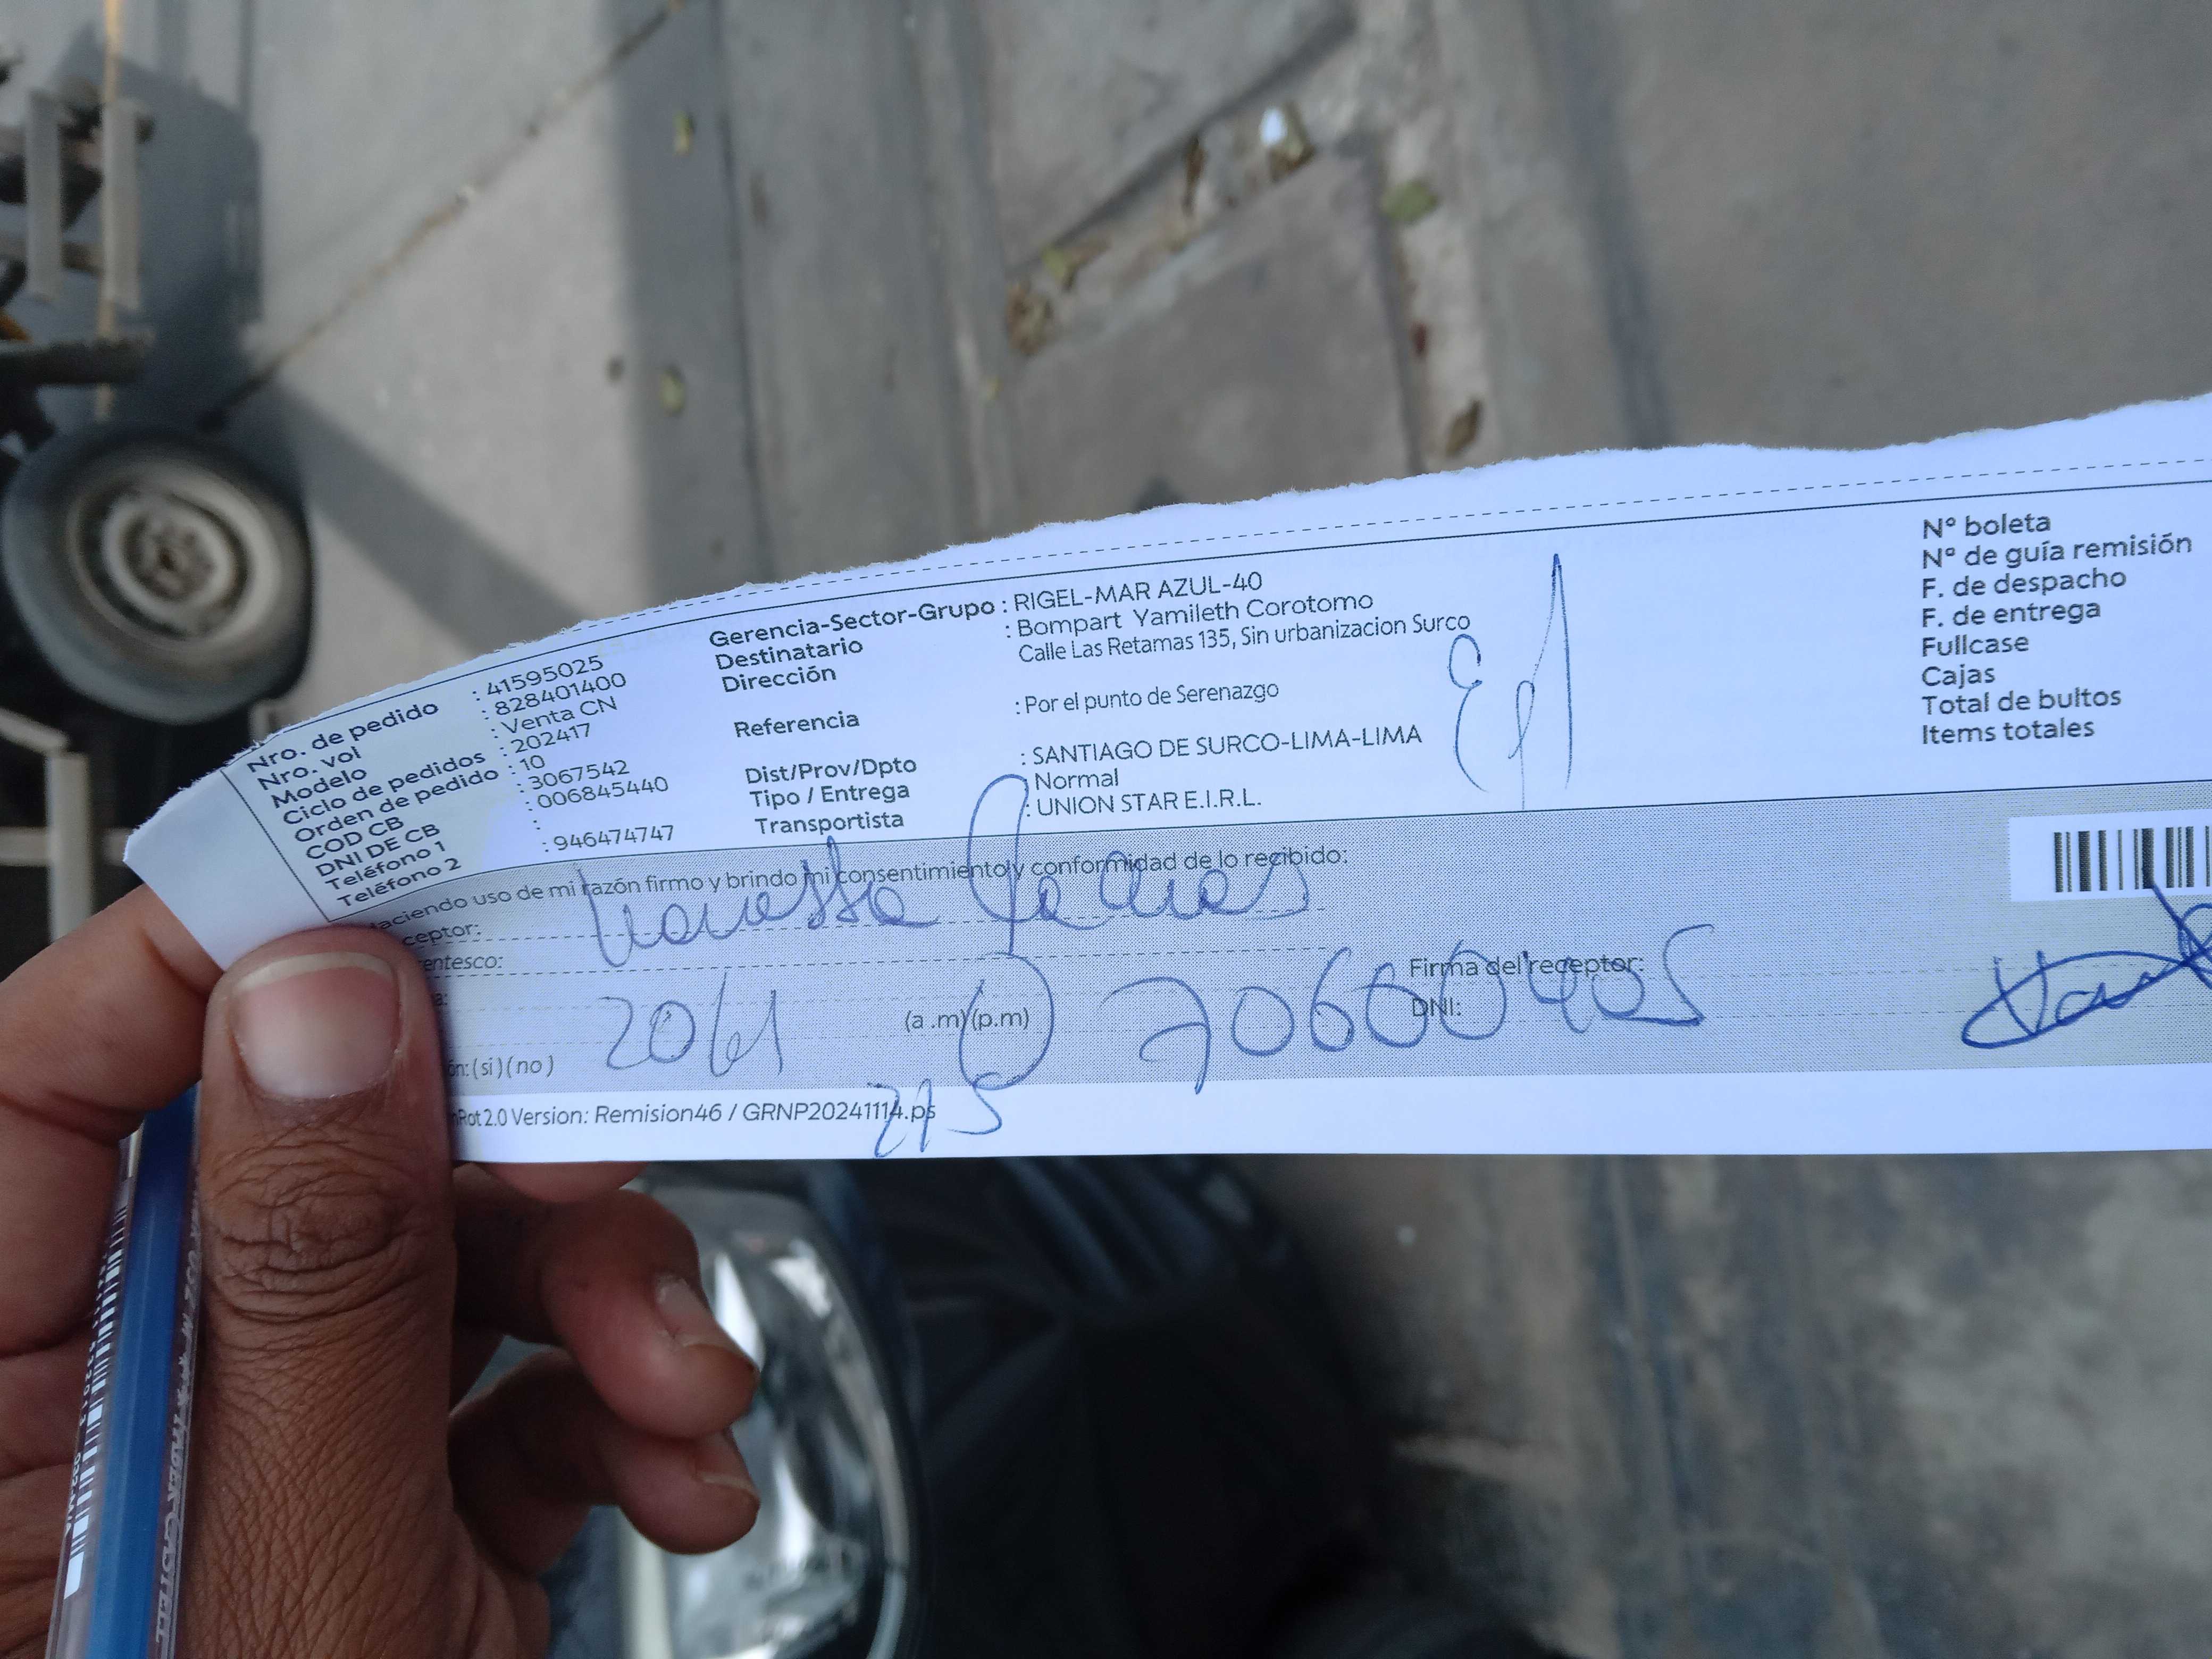 Nro. de pedido : 41595025
Nro. vol : 828401400
Modelo : Venta CN
Ciclo de pedidos : 202417
Orden de pedido : 10
COD CB : 3067542
DNI DE CB : 006845440
Teléfono 1 :
Teléfono 2 : 946474747
Gerencia-Sector-Grupo : RIGEL-MAR AZUL-40
Destinatario : Bompart Yamileth Corotomo
Dirección Calle Las Retamas 135, Sin urbanizacion Surco
Referencia : Por el punto de Serenazgo
Dist/Prov/Dpto : SANTIAGO DE SURCO-LIMA-LIMA
Tipo / Entrega : Normal
Transportista : UNION STAR E.I.R.L.
Nº boleta
Nº de guía remisión
F. de despacho
F. de entrega
Fullcase
Cajas
Total de bultos
Items totales
aciendo uso de mi razón firmo y brindo mi consentimiento y conformidad de lo recibido:
ceptor: Vanessa
entesco:
a: (a .m) (p.m)
Firma del receptor:
DNI:
ón: ( si ) ( no )
Rot 2.0 Version: Remision46 / GRNP20241114.ps